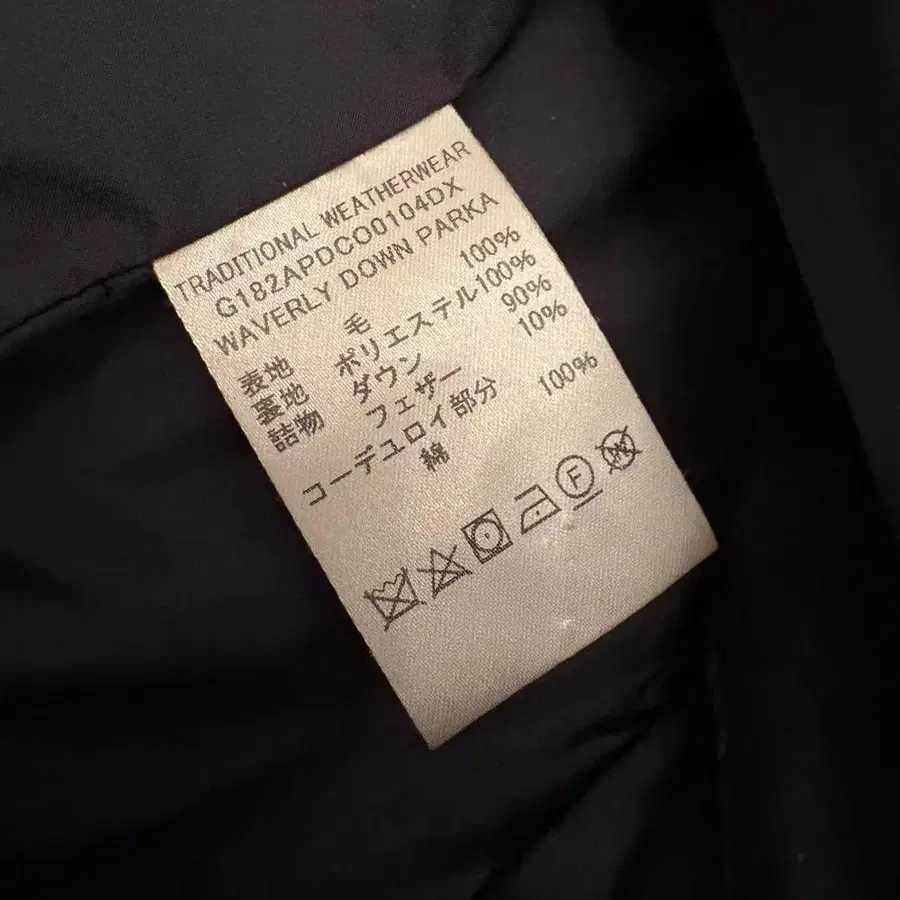 TRADITIONAL WEATHERWEAR
G182APDCO0104DX
WAVERLY DOWN PARKA
表地 毛 100%
裏地 ポリエステル100%
詰物 ダウン 90%
フェザー 10%
コーデュロイ部分
綿 100%
F
W